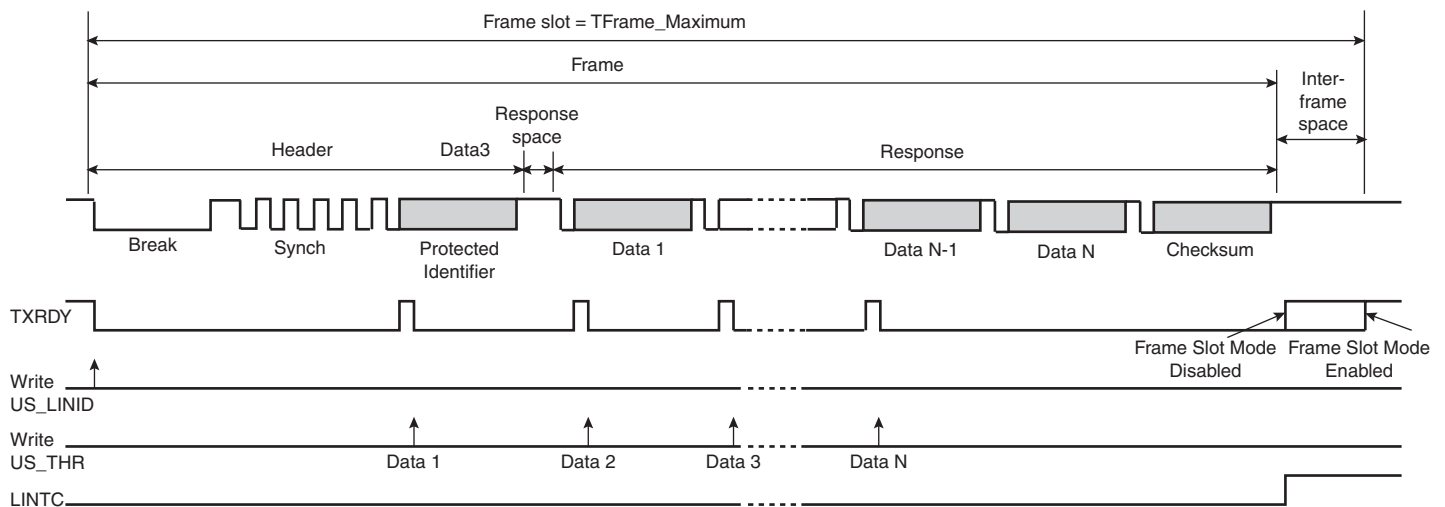 Frame slot = TFrame_Maximum
Frame
Inter-
frame
space
Response
space
Header
Data3
Response
Break
Synch
Protected
Identifier
Data 1
Data N-1
Data N
Checksum
TXRDY
Frame Slot Mode
Disabled
Frame Slot Mode
Enabled
Write
US_LINID
Write
US_THR
Data 1
Data 2
Data 3
Data N
LINTC